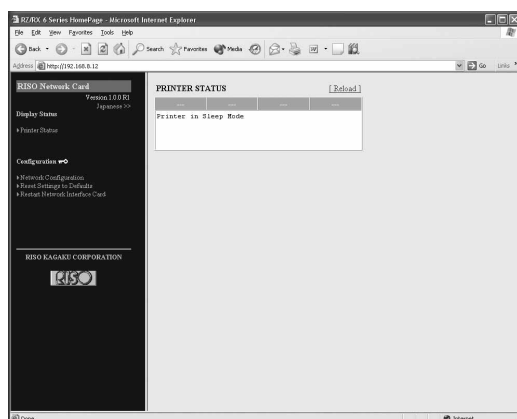 RZ/RX 6 Series HomePage - Microsoft Internet Explorer
File Edit View Favorites Tools Help
Back Search Favorites Media
Address http://192.168.0.12 Go Links
RISO Network Card
Version 1.0.0 R1
Japanese >>
Display Status
Printer Status
Configuration
Network Configuration
Reset Settings to Defaults
Restart Network Interface Card
RISO KAGAKU CORPORATION
RISO
PRINTER STATUS [ Reload ]
--- --- --- ---
Printer in Sleep Mode
Done Internet